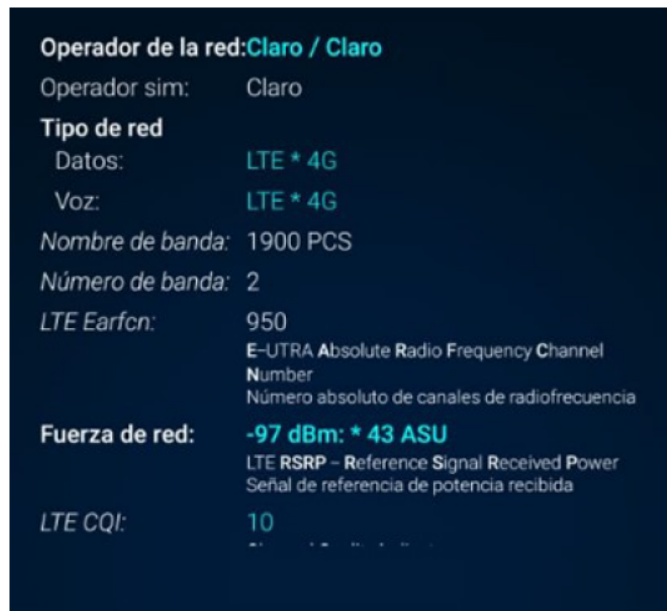 Operador de la red:Claro / Claro
Operador sim: Claro
Tipo de red
Datos: LTE * 4G
Voz: LTE * 4G
Nombre de banda: 1900 PCS
Número de banda: 2
LTE Earfcn: 950
E-UTRA Absolute Radio Frequency Channel
Number
Número absoluto de canales de radiofrecuencia
Fuerza de red: -97 dBm: * 43 ASU
LTE RSRP – Reference Signal Received Power
Señal de referencia de potencia recibida
LTE CQI: 10